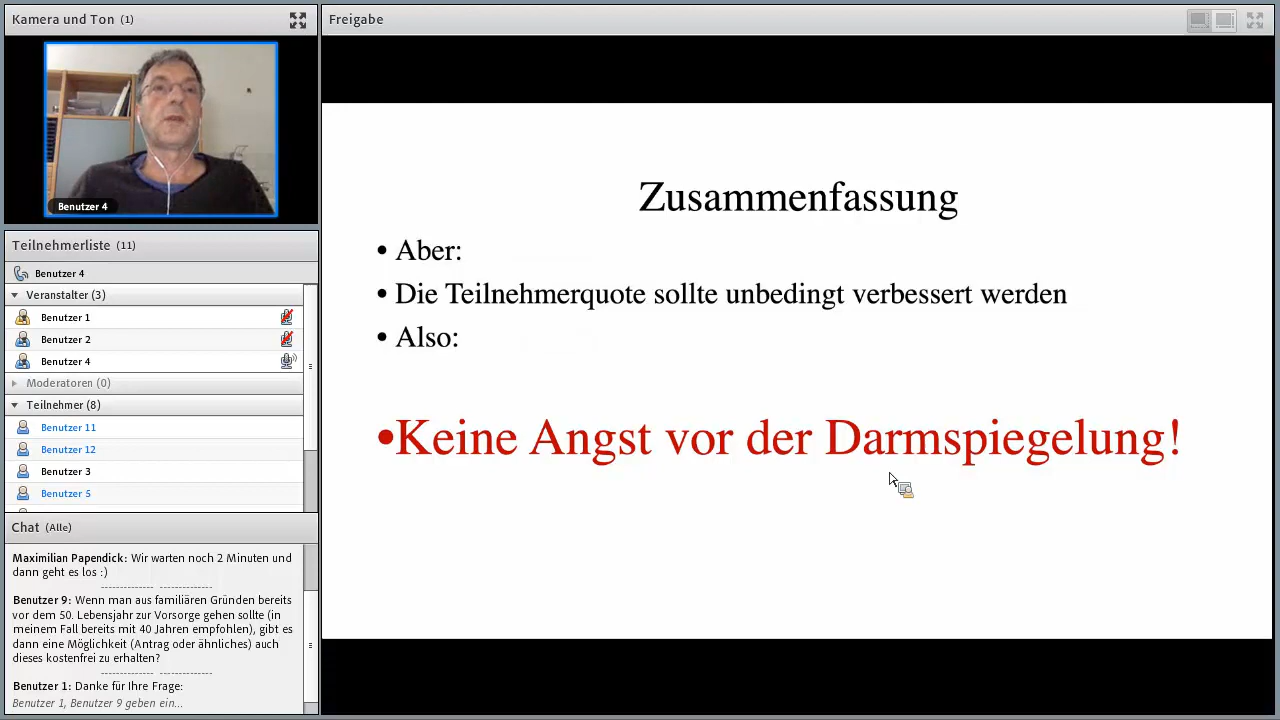 Kamera und Ton (1)
Benutzer 4
Teilnehmerliste (11)
Benutzer 4
Veranstalter (3)
Benutzer 1
Benutzer 2
Benutzer 4
Moderatoren (0)
Teilnehmer (8)
Benutzer 11
Benutzer 12
Benutzer 3
Benutzer 5
Chat (Alle)
Maximilian Papendick: Wir warten noch 2 Minuten und
dann geht es los :)
Benutzer 9: Wenn man aus familiären Gründen bereits
vor dem 50. Lebensjahr zur Vorsorge gehen sollte (in
meinem Fall bereits mit 40 Jahren empfohlen), gibt es
dann eine Möglichkeit (Antrag oder ähnliches) auch
dieses kostenfrei zu erhalten?
Benutzer 1: Danke für Ihre Frage:
Benutzer 1, Benutzer 9 geben ein...
Freigabe
Zusammenfassung
• Aber:
• Die Teilnehmerquote sollte unbedingt verbessert werden
• Also:
•Keine Angst vor der Darmspiegelung!